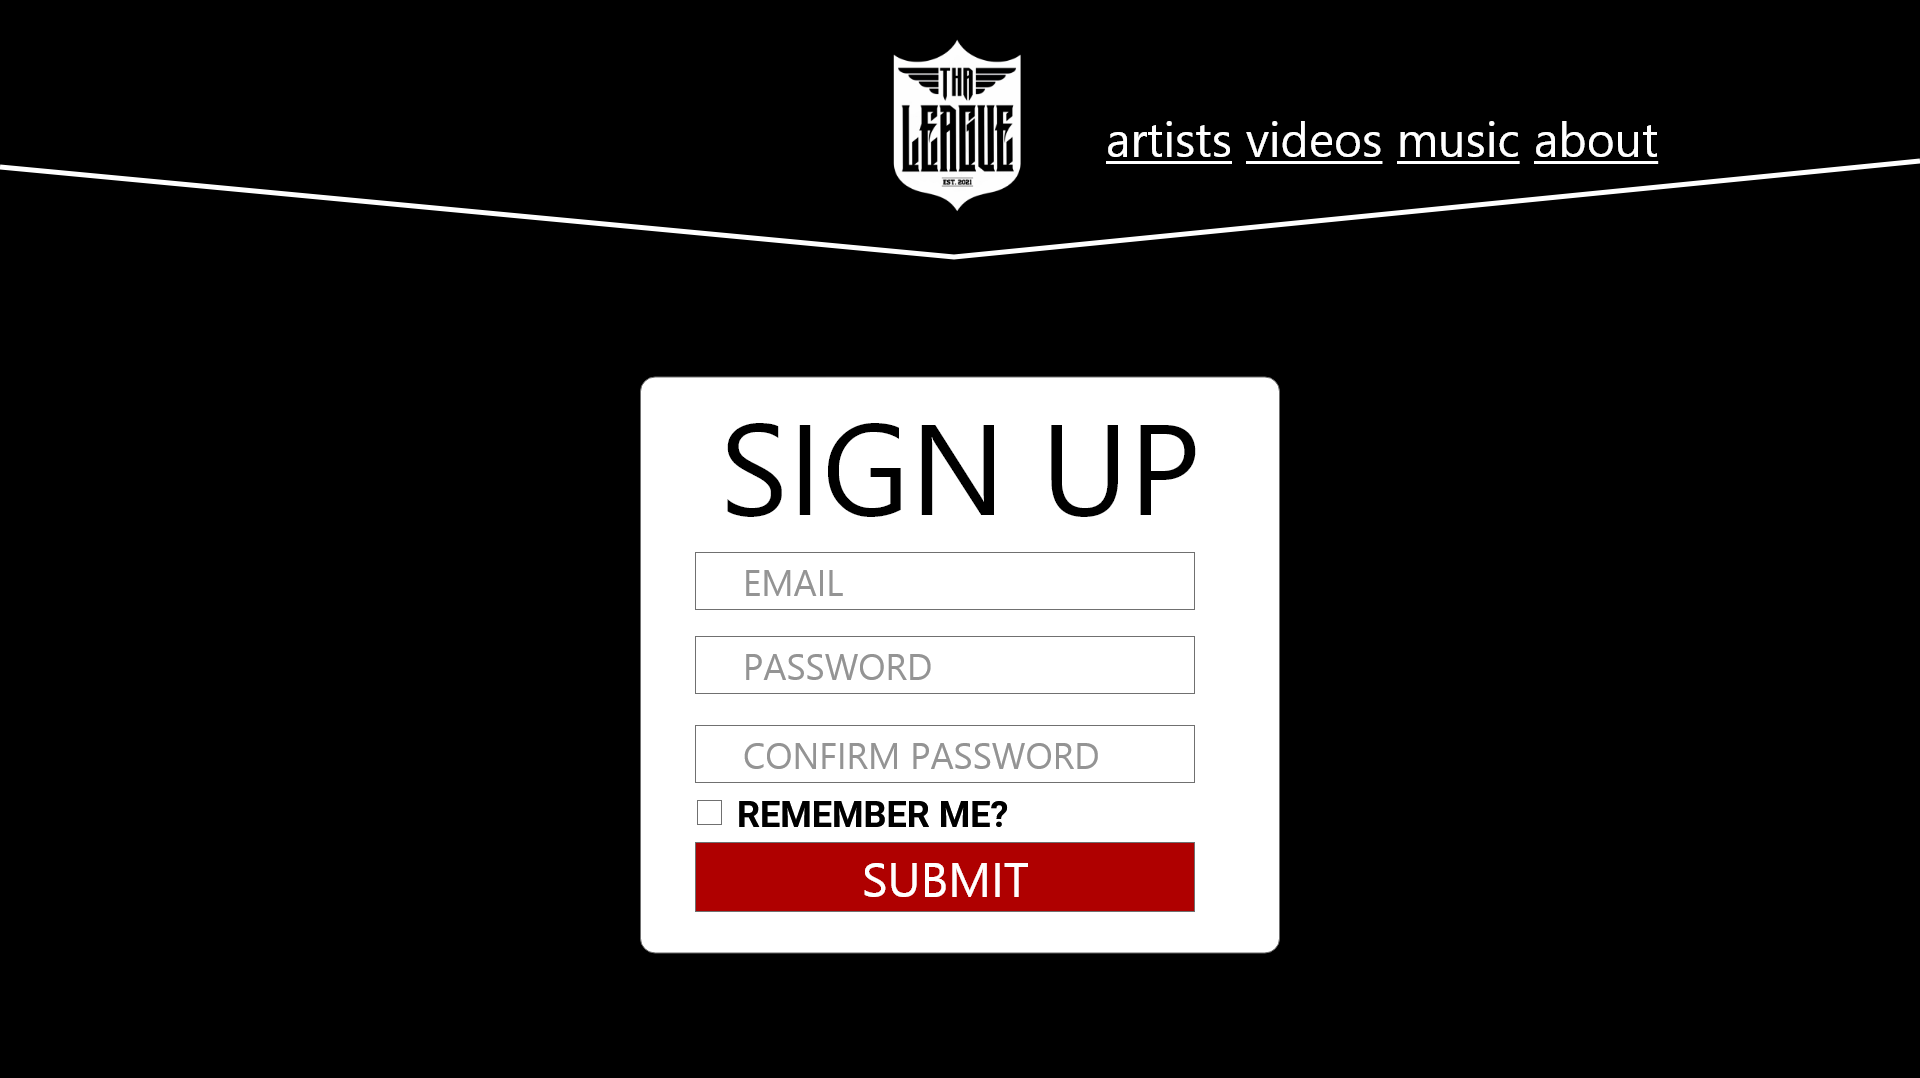 THA
LEAGUE
EST. 2021
artists videos music about
SIGN UP
EMAIL
PASSWORD
CONFIRM PASSWORD
REMEMBER ME?
SUBMIT